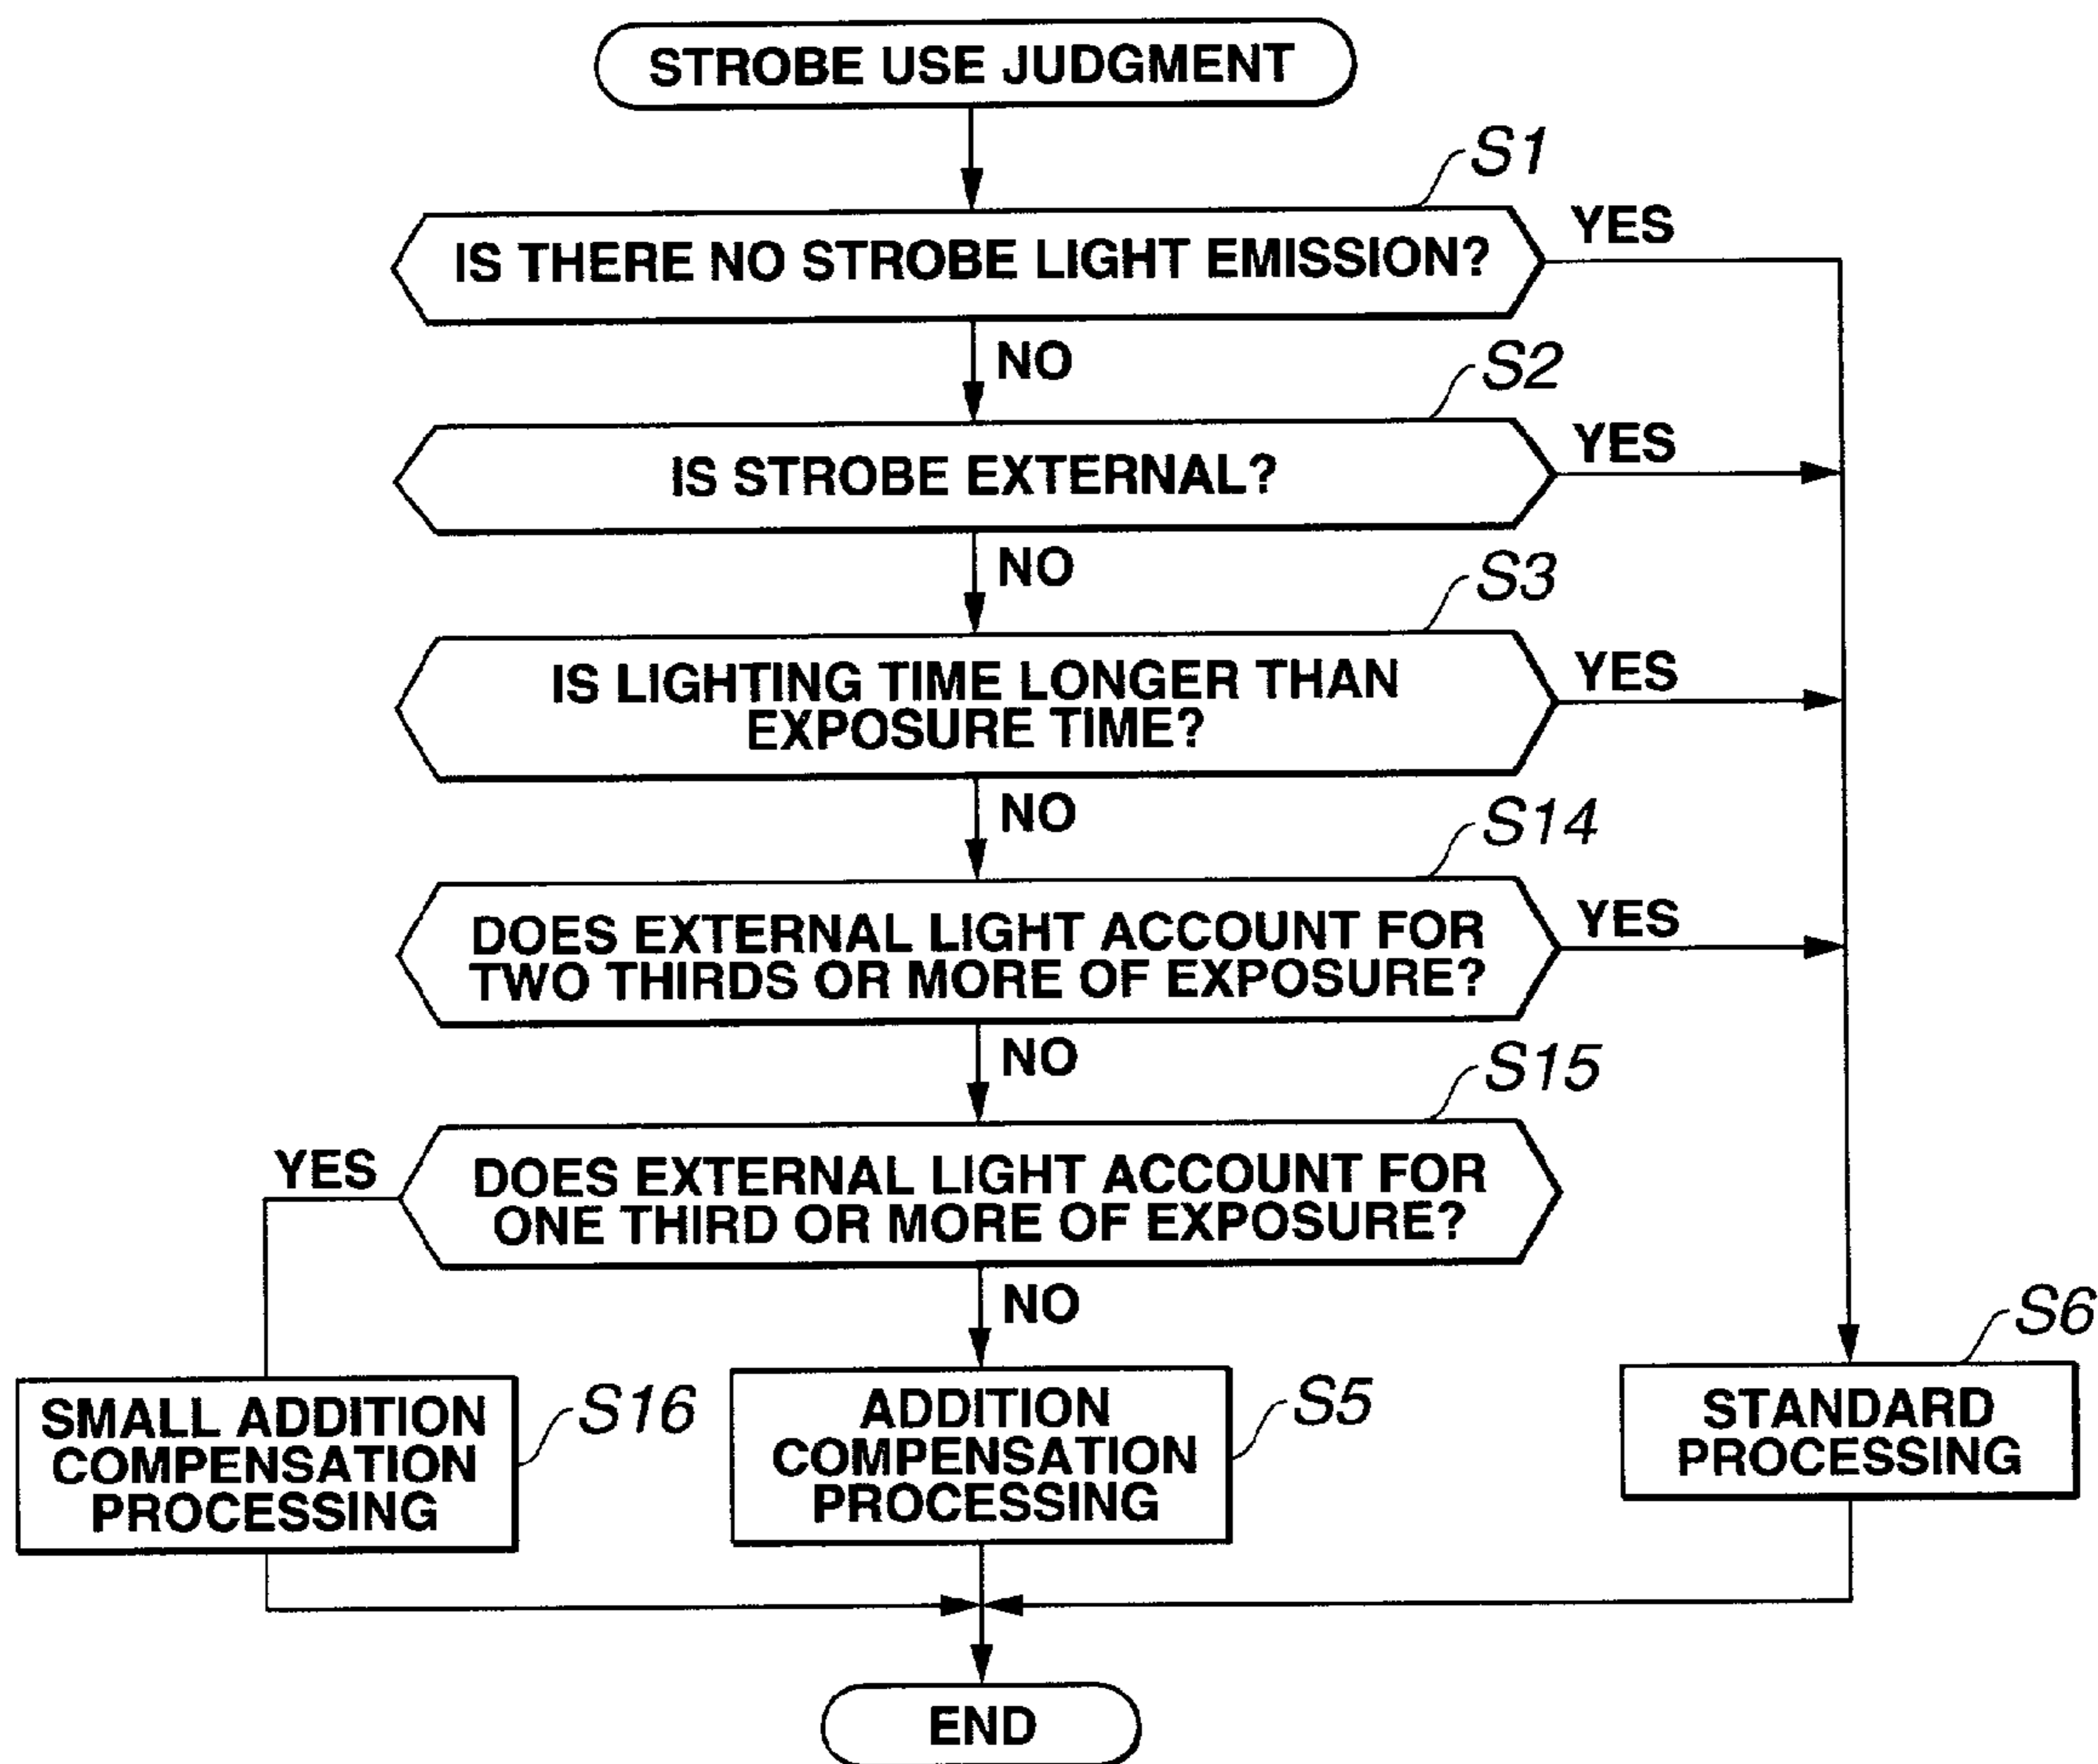 STROBE USE JUDGMENT
S1
IS THERE NO STROBE LIGHT EMISSION?
YES
NO
S2
IS STROBE EXTERNAL?
YES
NO
S3
IS LIGHTING TIME LONGER THAN
EXPOSURE TIME?
YES
NO
S14
DOES EXTERNAL LIGHT ACCOUNT FOR
TWO THIRDS OR MORE OF EXPOSURE?
YES
NO
S15
YES
DOES EXTERNAL LIGHT ACCOUNT FOR
ONE THIRD OR MORE OF EXPOSURE?
NO
SMALL ADDITION
COMPENSATION
PROCESSING
S16
ADDITION
COMPENSATION
PROCESSING
S5
S6
STANDARD
PROCESSING
END